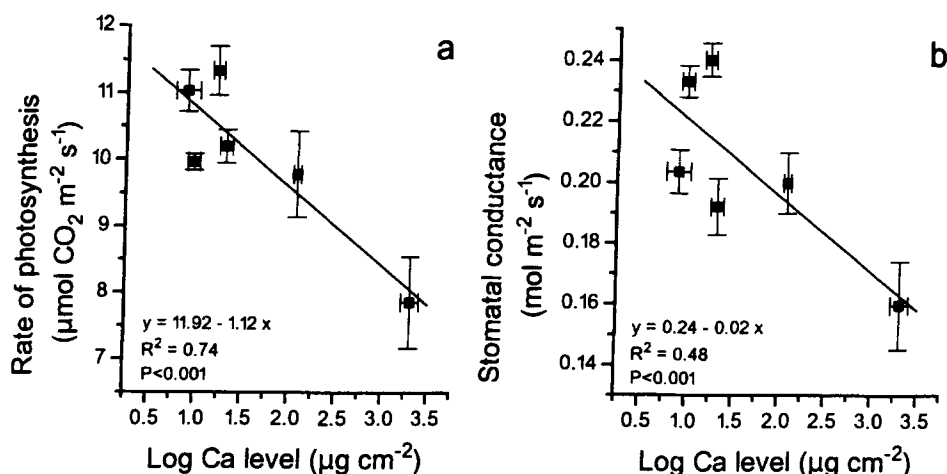 a
Rate of photosynthesis
(µmol CO₂ m⁻² s⁻¹)
12
11
10
9
8
7
y = 11.92 - 1.12 x
R² = 0.74
P<0.001
0.5 1.0 1.5 2.0 2.5 3.0 3.5
Log Ca level (µg cm⁻²)
b
Stomatal conductance
(mol m⁻² s⁻¹)
0.24
0.22
0.20
0.18
0.16
0.14
y = 0.24 - 0.02 x
R² = 0.48
P<0.001
0.5 1.0 1.5 2.0 2.5 3.0 3.5
Log Ca level (µg cm⁻²)